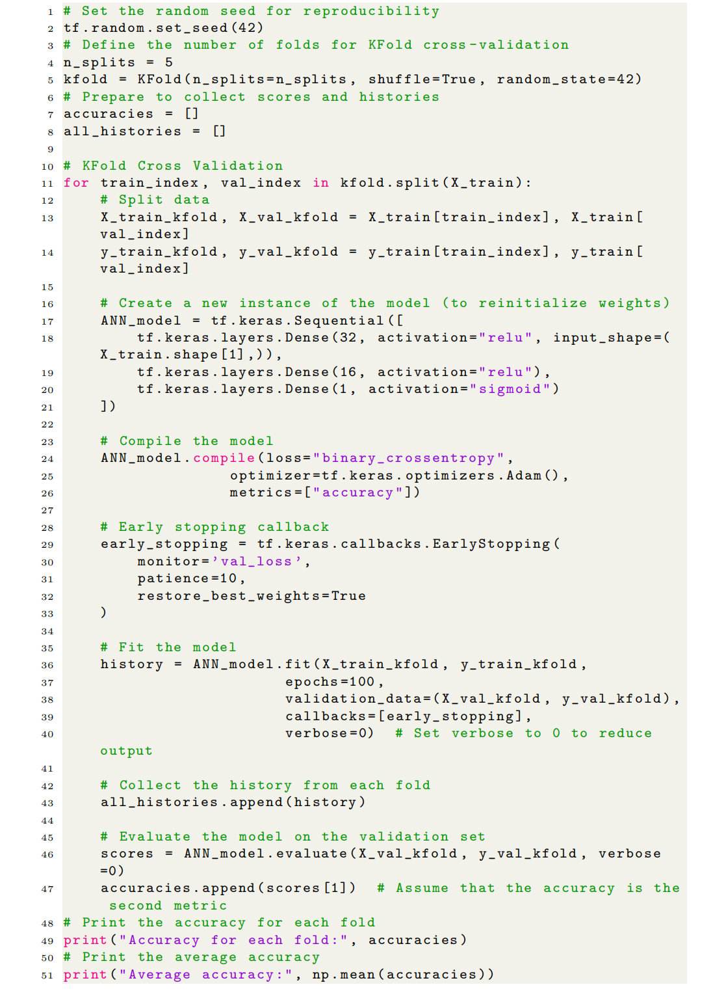 1 # Set the random seed for reproducibility
2 tf.random.set_seed(42)
3 # Define the number of folds for KFold cross-validation
4 n_splits = 5
5 kfold = KFold(n_splits=n_splits, shuffle=True, random_state=42)
6 # Prepare to collect scores and histories
7 accuracies = []
8 all_histories = []
9
10 # KFold Cross Validation
11 for train_index, val_index in kfold.split(X_train):
12     # Split data
13     X_train_kfold, X_val_kfold = X_train[train_index], X_train[
    val_index]
14     y_train_kfold, y_val_kfold = y_train[train_index], y_train[
    val_index]
15
16     # Create a new instance of the model (to reinitialize weights)
17     ANN_model = tf.keras.Sequential([
18         tf.keras.layers.Dense(32, activation="relu", input_shape=(
    X_train.shape[1],)),
19         tf.keras.layers.Dense(16, activation="relu"),
20         tf.keras.layers.Dense(1, activation="sigmoid")
21     ])
22
23     # Compile the model
24     ANN_model.compile(loss="binary_crossentropy",
25                   optimizer=tf.keras.optimizers.Adam(),
26                   metrics=["accuracy"])
27
28     # Early stopping callback
29     early_stopping = tf.keras.callbacks.EarlyStopping(
30         monitor='val_loss',
31         patience=10,
32         restore_best_weights=True
33     )
34
35     # Fit the model
36     history = ANN_model.fit(X_train_kfold, y_train_kfold,
37                         epochs=100,
38                         validation_data=(X_val_kfold, y_val_kfold),
39                         callbacks=[early_stopping],
40                         verbose=0)  # Set verbose to 0 to reduce
    output
41
42     # Collect the history from each fold
43     all_histories.append(history)
44
45     # Evaluate the model on the validation set
46     scores = ANN_model.evaluate(X_val_kfold, y_val_kfold, verbose
    =0)
47     accuracies.append(scores[1])  # Assume that the accuracy is the
     second metric
48 # Print the accuracy for each fold
49 print("Accuracy for each fold:", accuracies)
50 # Print the average accuracy
51 print("Average accuracy:", np.mean(accuracies))